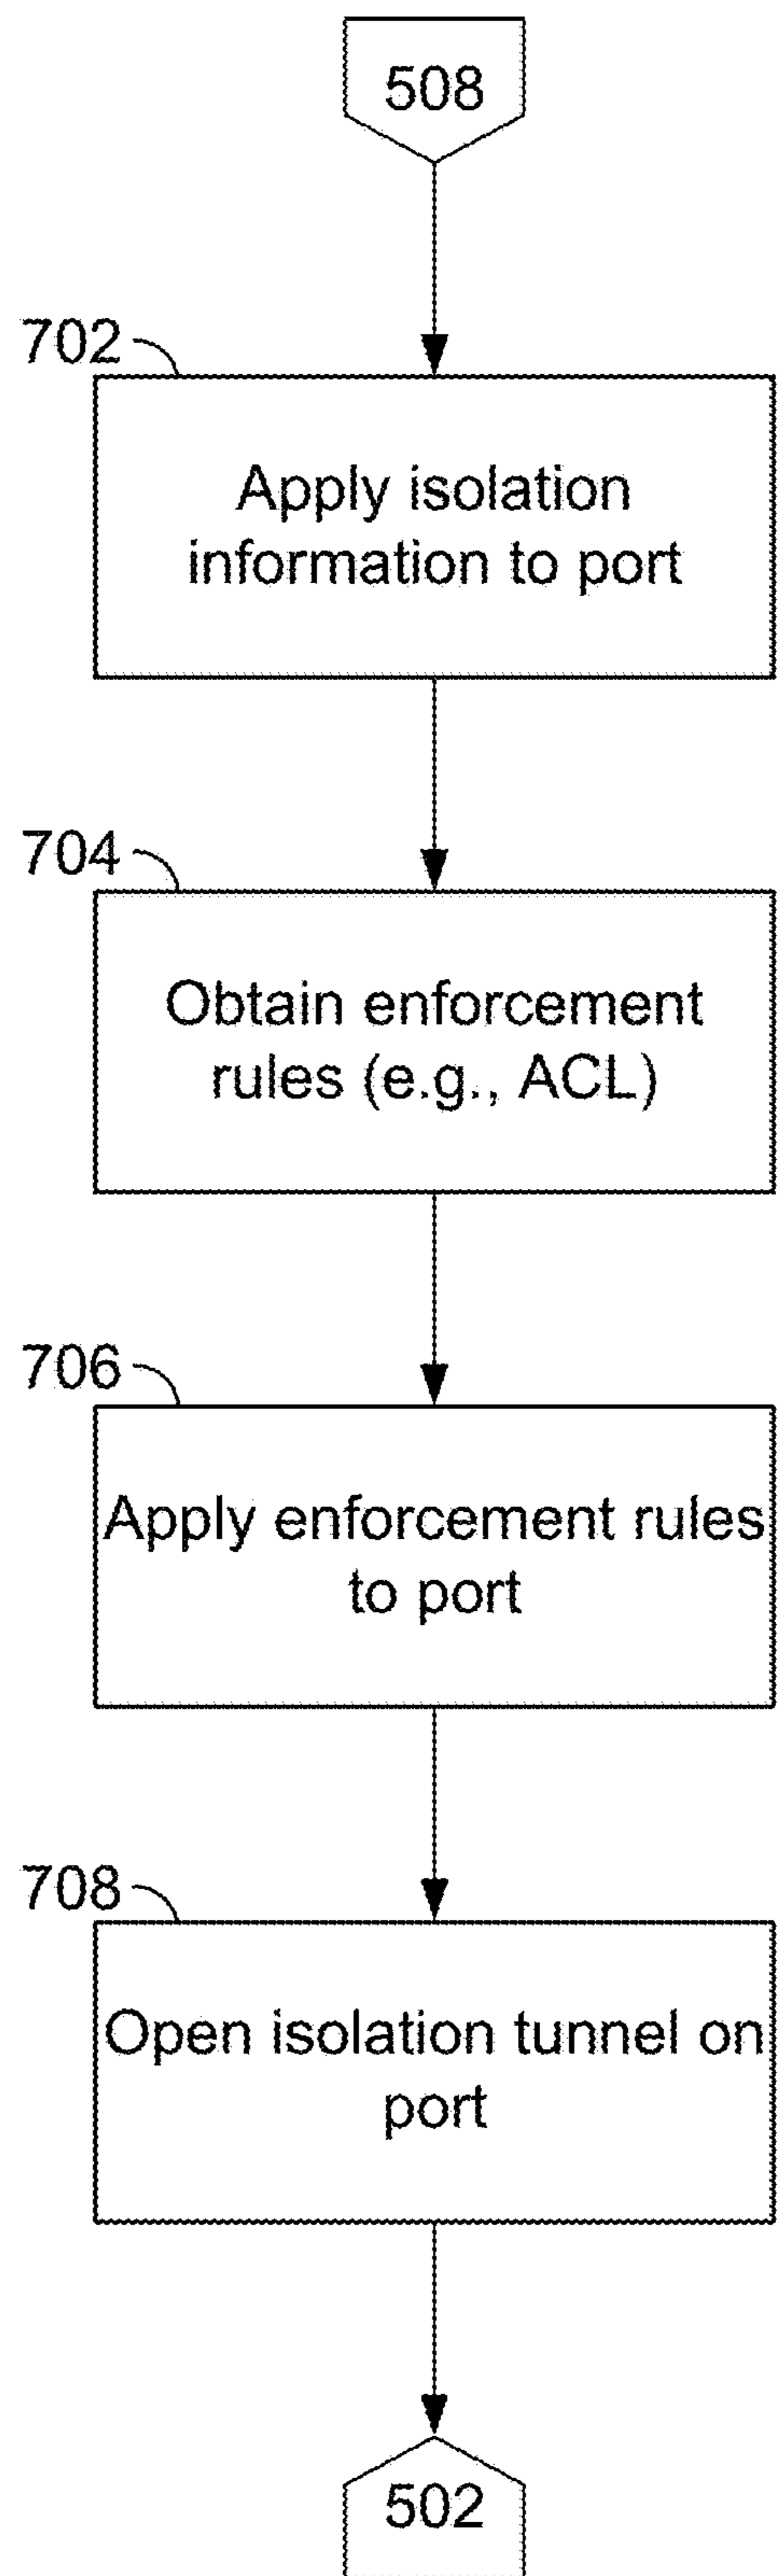 508
702
Apply isolation
information to port
704
Obtain enforcement
rules (e.g., ACL)
706
Apply enforcement rules
to port
708
Open isolation tunnel on
port
502